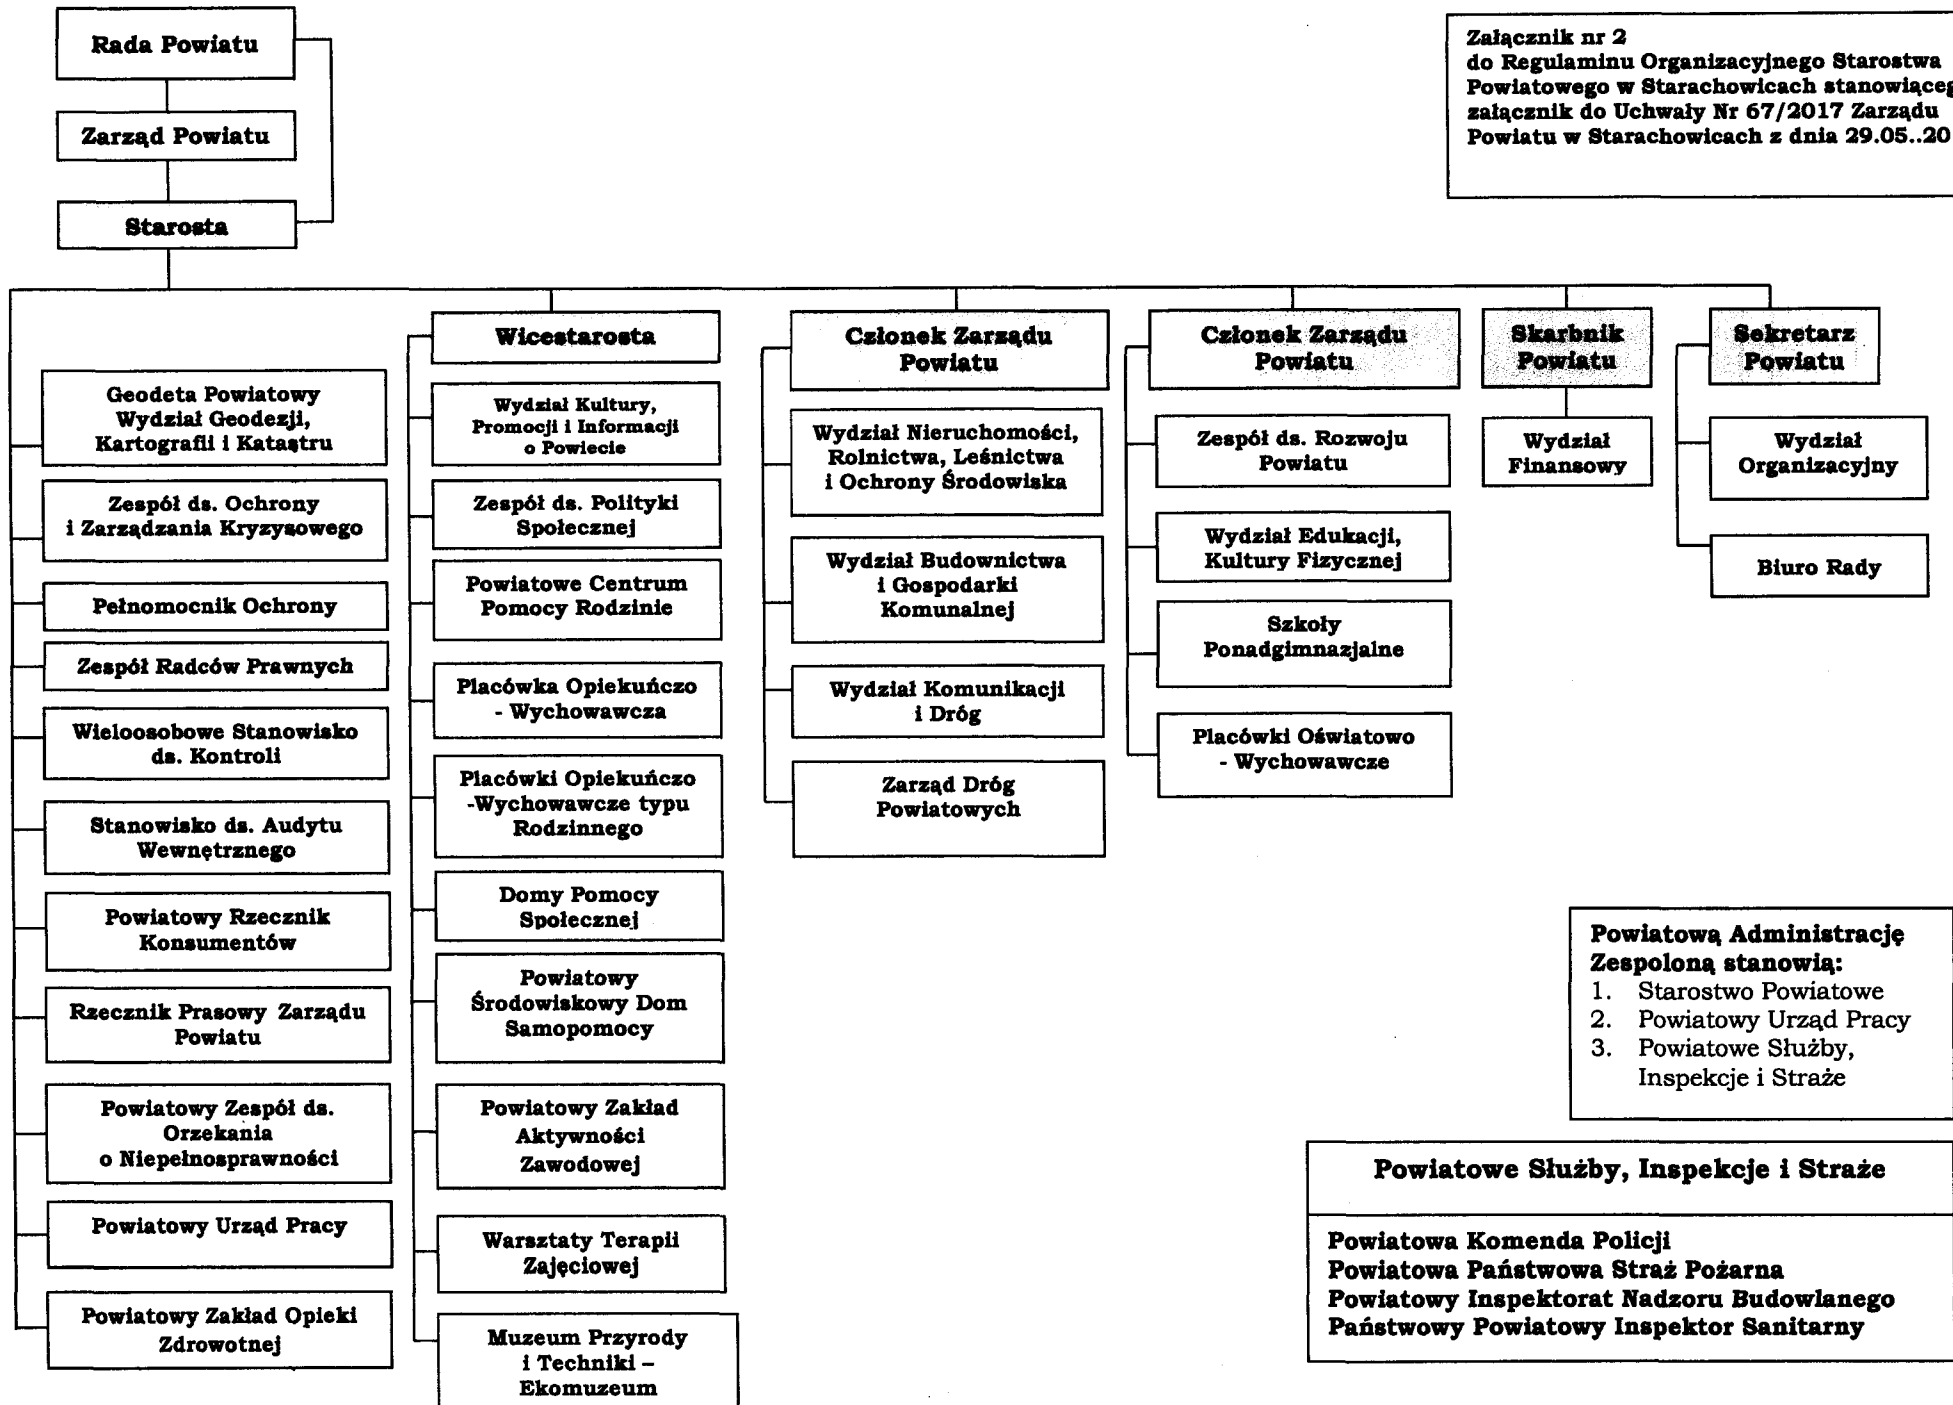 Rada Powiatu
Zarząd Powiatu
Starosta
Załącznik nr 2
do Regulaminu Organizacyjnego Starostwa
Powiatowego w Starachowicach stanowiąceg
załącznik do Uchwały Nr 67/2017 Zarządu
Powiatu w Starachowicach z dnia 29.05..20
Geodeta Powiatowy
Wydział Geodezji,
Kartografii i Katastru
Zespół ds. Ochrony
i Zarządzania Kryzysowego
Pełnomocnik Ochrony
Zespół Radców Prawnych
Wieloosobowe Stanowisko
ds. Kontroli
Stanowisko ds. Audytu
Wewnętrznego
Powiatowy Rzecznik
Konsumentów
Rzecznik Prasowy Zarządu
Powiatu
Powiatowy Zespół ds.
Orzekania
o Niepełnosprawności
Powiatowy Urząd Pracy
Powiatowy Zakład Opieki
Zdrowotnej
Wicestarosta
Wydział Kultury,
Promocji i Informacji
o Powiecie
Zespół ds. Polityki
Społecznej
Powiatowe Centrum
Pomocy Rodzinie
Placówka Opiekuńczo
- Wychowawcza
Placówki Opiekuńczo
-Wychowawcze typu
Rodzinnego
Domy Pomocy
Społecznej
Powiatowy
Środowiskowy Dom
Samopomocy
Powiatowy Zakład
Aktywności
Zawodowej
Warsztaty Terapii
Zajęciowej
Muzeum Przyrody
i Techniki –
Ekomuzeum
Członek Zarządu
Powiatu
Wydział Nieruchomości,
Rolnictwa, Leśnictwa
i Ochrony Środowiska
Wydział Budownictwa
i Gospodarki
Komunalnej
Wydział Komunikacji
i Dróg
Zarząd Dróg
Powiatowych
Członek Zarządu
Powiatu
Zespół ds. Rozwoju
Powiatu
Wydział Edukacji,
Kultury Fizycznej
Szkoły
Ponadgimnazjalne
Placówki Oświatowo
- Wychowawcze
Skarbnik
Powiatu
Wydział
Finansowy
Sekretarz
Powiatu
Wydział
Organizacyjny
Biuro Rady
Powiatową Administrację
Zespoloną stanowią:
1. Starostwo Powiatowe
2. Powiatowy Urząd Pracy
3. Powiatowe Służby,
Inspekcje i Straże
Powiatowe Służby, Inspekcje i Straże
Powiatowa Komenda Policji
Powiatowa Państwowa Straż Pożarna
Powiatowy Inspektorat Nadzoru Budowlanego
Państwowy Powiatowy Inspektor Sanitarny